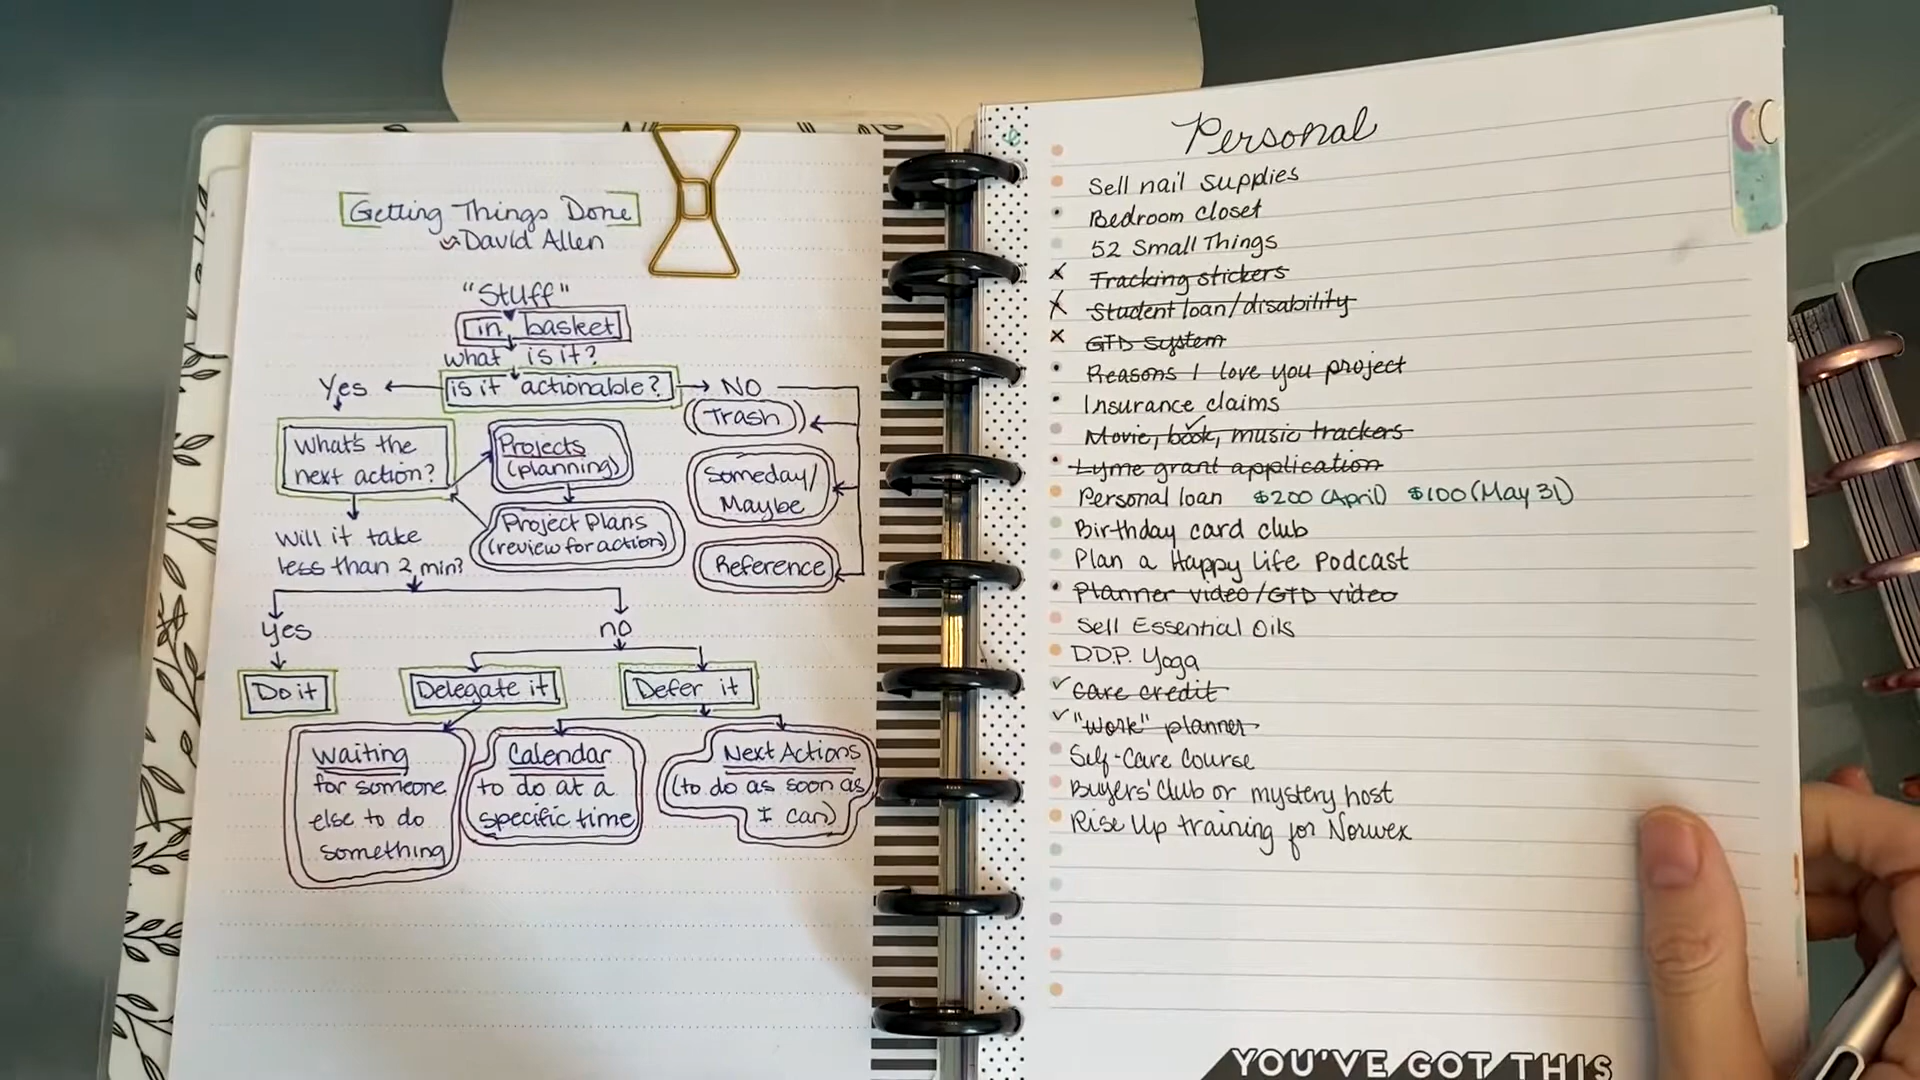 Getting Things Done
David Allen
"Stuff"
in basket
what is it?
is it actionable?
Yes
NO
Trash
Someday/
Maybe
Reference
What's the
next action?
Projects
(planning)
Project Plans
(review for action)
Will it take
less than 2 min?
yes
no
Do it
Delegate it
Defer it
Waiting
for someone
else to do
something
Calendar
to do at a
specific time
Next Actions
(to do as soon as
I can)
Personal
Sell nail supplies
Bedroom closet
52 Small Things
Tracking stickers
Student loan/disability
GTD system
Reasons I love you project
Insurance claims
Movie, book, music trackers
Lyme grant application
Personal loan $200 (April) $100 (May 31)
Birthday card club
Plan a Happy Life Podcast
Planner video/GTD video
Sell Essential Oils
D.D.P. Yoga
Care credit
"Work" planner
Self-Care Course
Buyers' Club or mystery host
Rise Up training for Norwex
YOU'VE GOT THIS